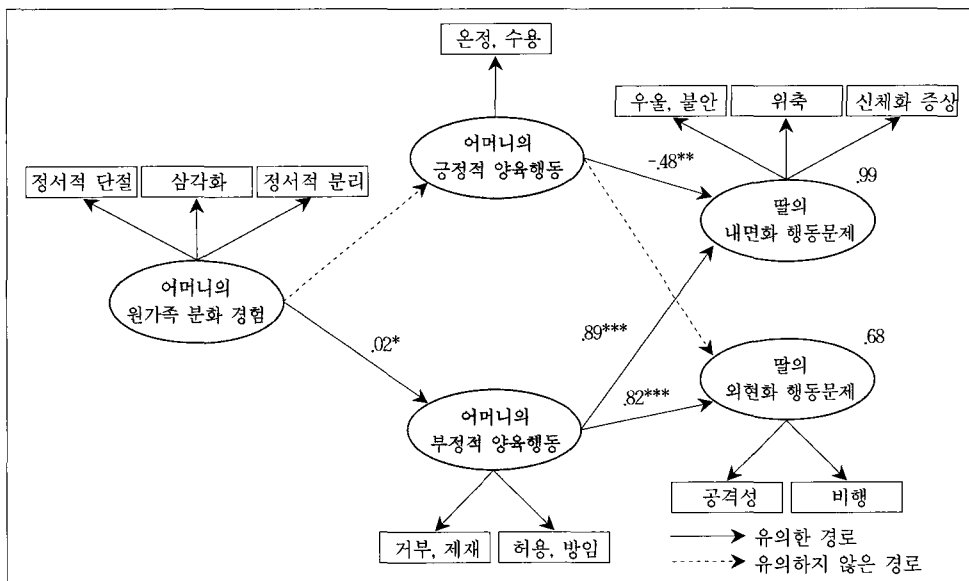 온정, 수용
우울, 불안
위축
신체화 증상
어머니의
긍정적 양육행동
-.48**
.99
정서적 단절
삼각화
정서적 분리
딸의
내면화 행동문제
어머니의
원가족 분화 경험
.02*
.89***
.68
딸의
외현화 행동문제
.82***
어머니의
부정적 양육행동
공격성
비행
거부, 제재
허용, 방임
유의한 경로
유의하지 않은 경로